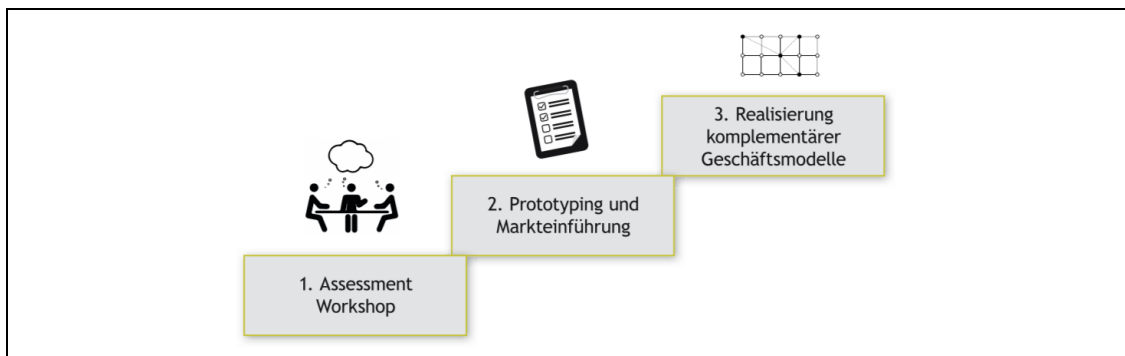 1. Assessment
Workshop
2. Prototyping und
Markteinführung
3. Realisierung
komplementärer
Geschäftsmodelle